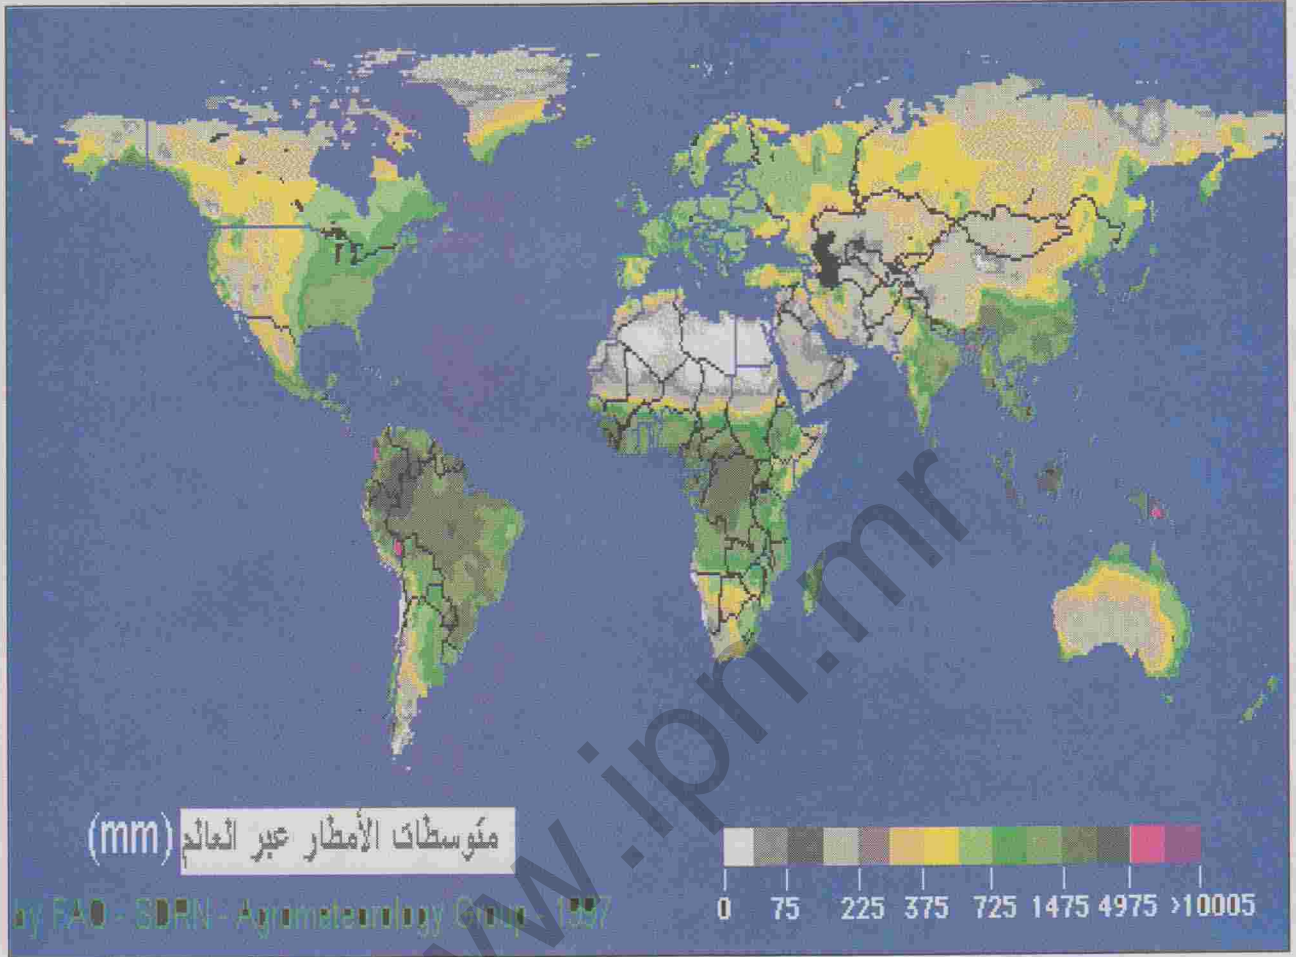 (mm) متوسطات الأمطار عبر العالم
0 75 225 375 725 1475 4975 >10005
by FAO - SDRN - Agrometeorology Group - 1997
www.ipn.mr